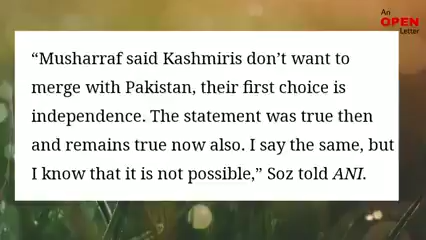 An
OPEN
Letter
“Musharraf said Kashmiris don’t want to
merge with Pakistan, their first choice is
independence. The statement was true then
and remains true now also. I say the same, but
I know that it is not possible,” Soz told ANI.